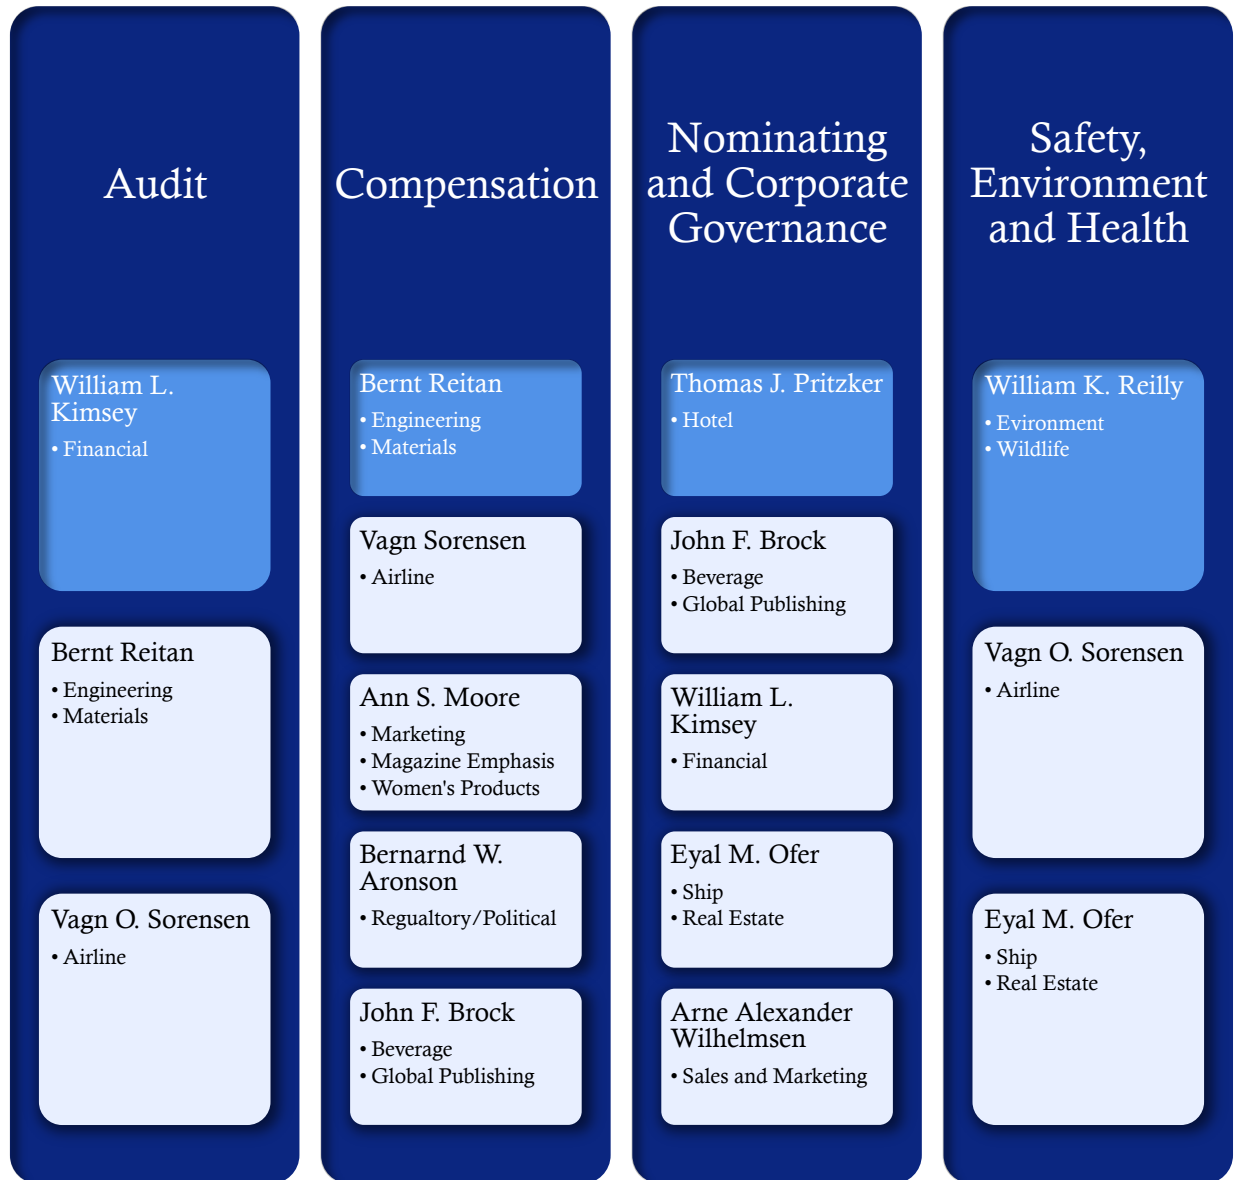 Audit
William L.
Kimsey
• Financial
Bernt Reitan
• Engineering
• Materials
Vagn O. Sorensen
• Airline
Compensation
Bernt Reitan
• Engineering
• Materials
Vagn Sorensen
• Airline
Ann S. Moore
• Marketing
• Magazine Emphasis
• Women's Products
Bernarnd W.
Aronson
• Regualtory/Political
John F. Brock
• Beverage
• Global Publishing
Nominating
and Corporate
Governance
Thomas J. Pritzker
• Hotel
John F. Brock
• Beverage
• Global Publishing
William L.
Kimsey
• Financial
Eyal M. Ofer
• Ship
• Real Estate
Arne Alexander
Wilhelmsen
• Sales and Marketing
Safety,
Environment
and Health
William K. Reilly
• Evironment
• Wildlife
Vagn O. Sorensen
• Airline
Eyal M. Ofer
• Ship
• Real Estate